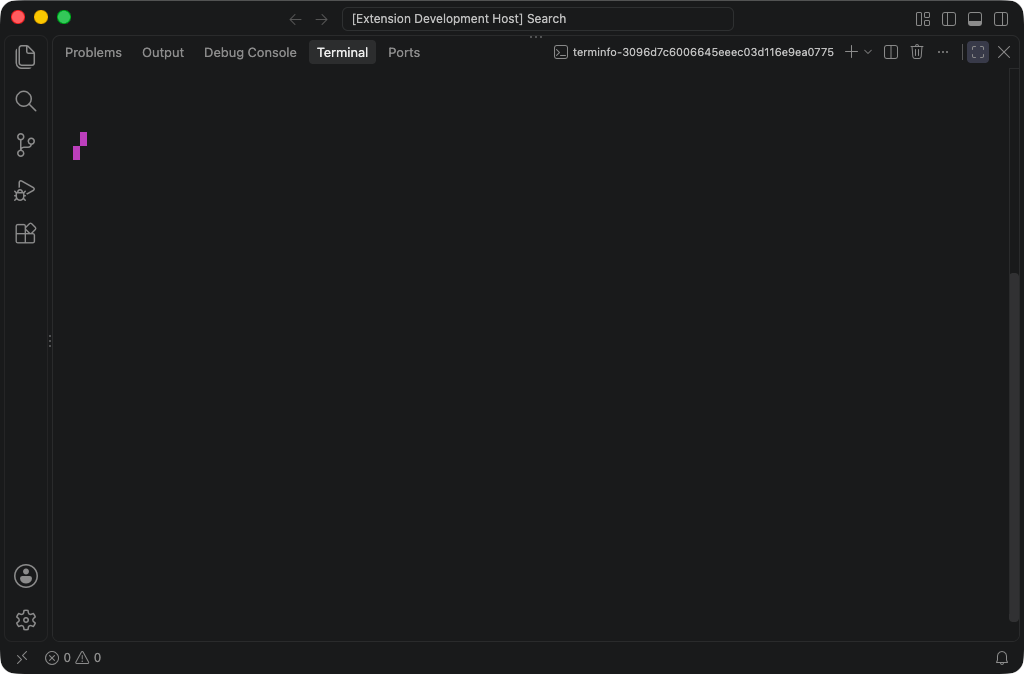 [Extension Development Host] Search
Problems Output Debug Console Terminal Ports
terminfo-3096d7c6006645eeec03d116e9ea0775
0 0